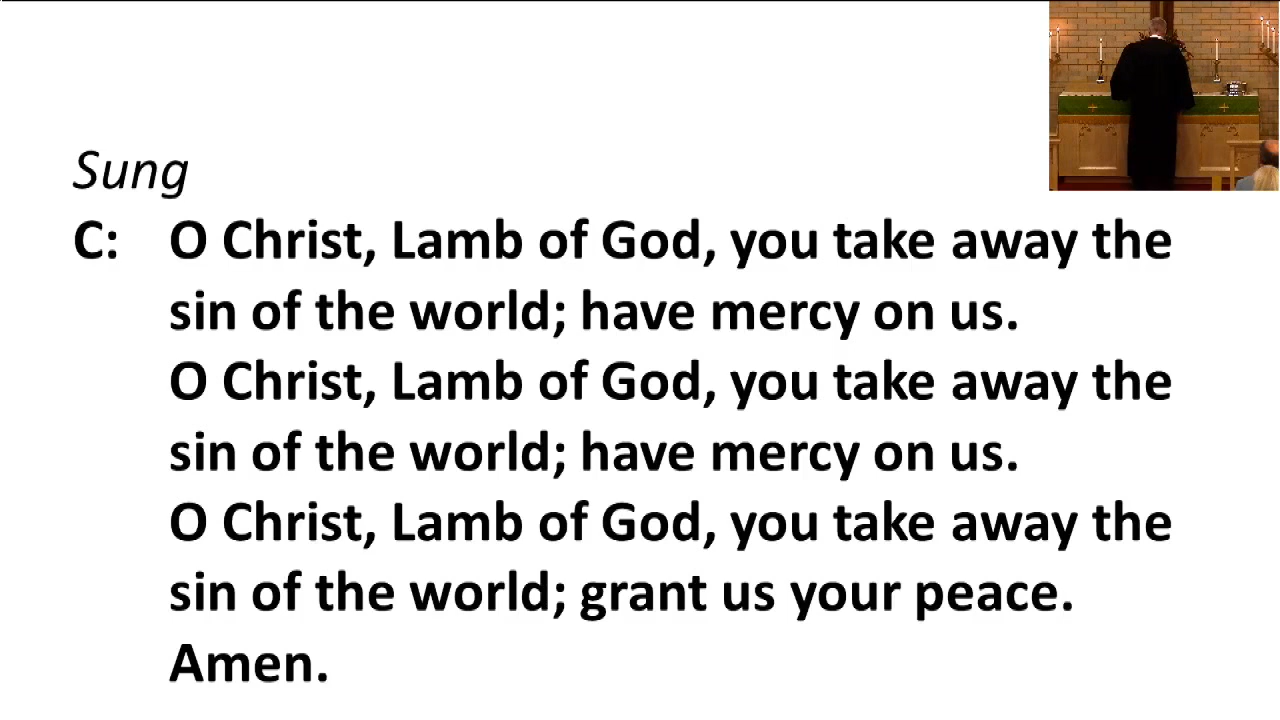 Sung
C: O Christ, Lamb of God, you take away the
sin of the world; have mercy on us.
O Christ, Lamb of God, you take away the
sin of the world; have mercy on us.
O Christ, Lamb of God, you take away the
sin of the world; grant us your peace.
Amen.